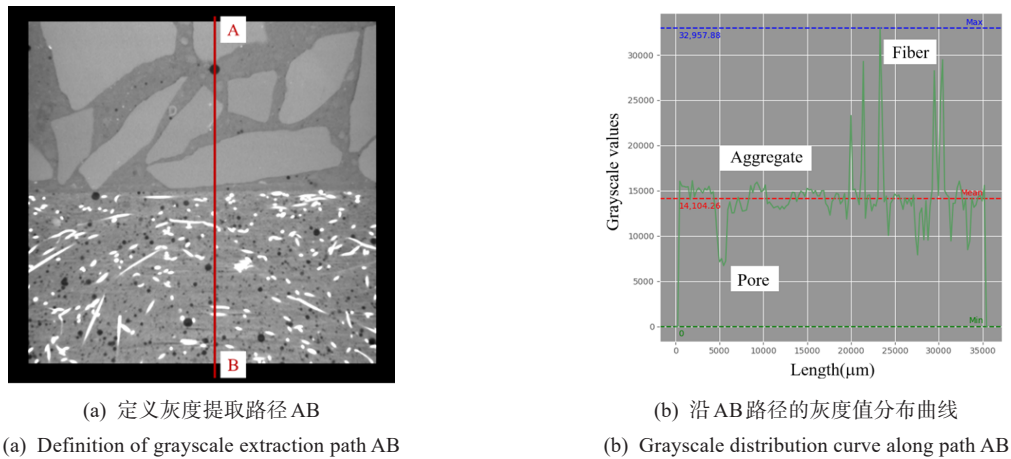 A
B
Max
32,957.88
Fiber
Aggregate
Mean
14,104.26
Pore
Min
0
Grayscale values
30000
25000
20000
15000
10000
5000
0
0 5000 10000 15000 20000 25000 30000 35000
Length(μm)
(a) 定义灰度提取路径AB
(a) Definition of grayscale extraction path AB
(b) 沿AB路径的灰度值分布曲线
(b) Grayscale distribution curve along path AB